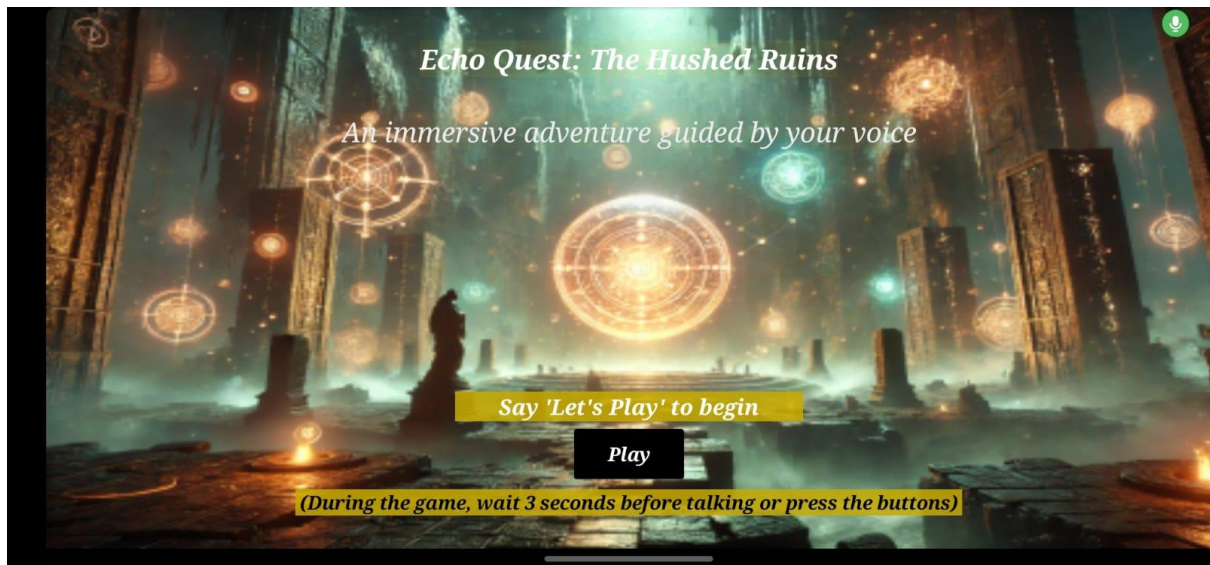 Echo Quest: The Hushed Ruins
An immersive adventure guided by your voice
Say 'Let's Play' to begin
Play
(During the game, wait 3 seconds before talking or press the buttons)